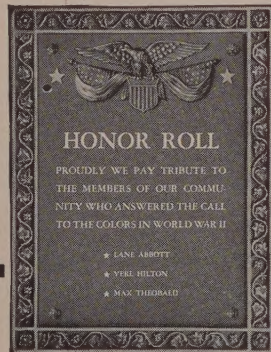 HONOR ROLL
PROUDLY WE PAY TRIBUTE TO
THE MEMBERS OF OUR COMMU-
NITY WHO ANSWERED THE CALL
TO THE COLORS IN WORLD WAR II
LANE ABBOTT
VERL HILTON
MAX THEOBALD